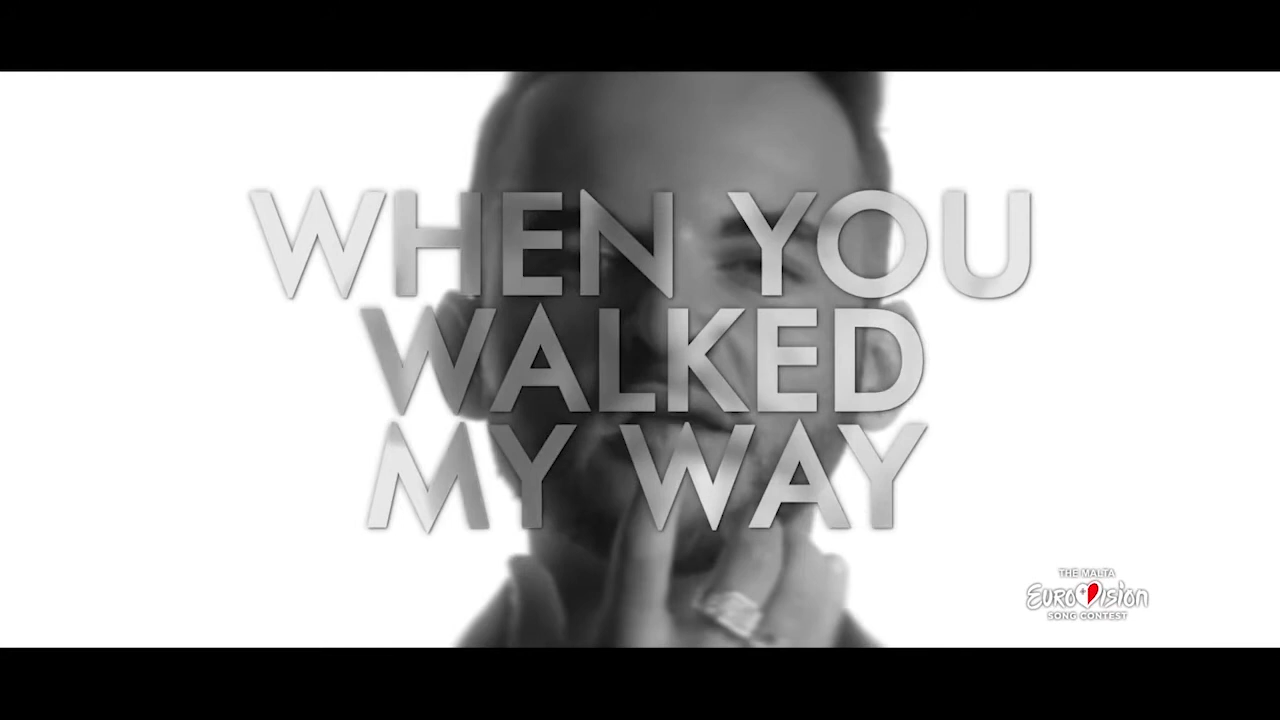 WHEN YOU
WALKED
MY WAY
THE MALTA
EUROVISION
SONG CONTEST